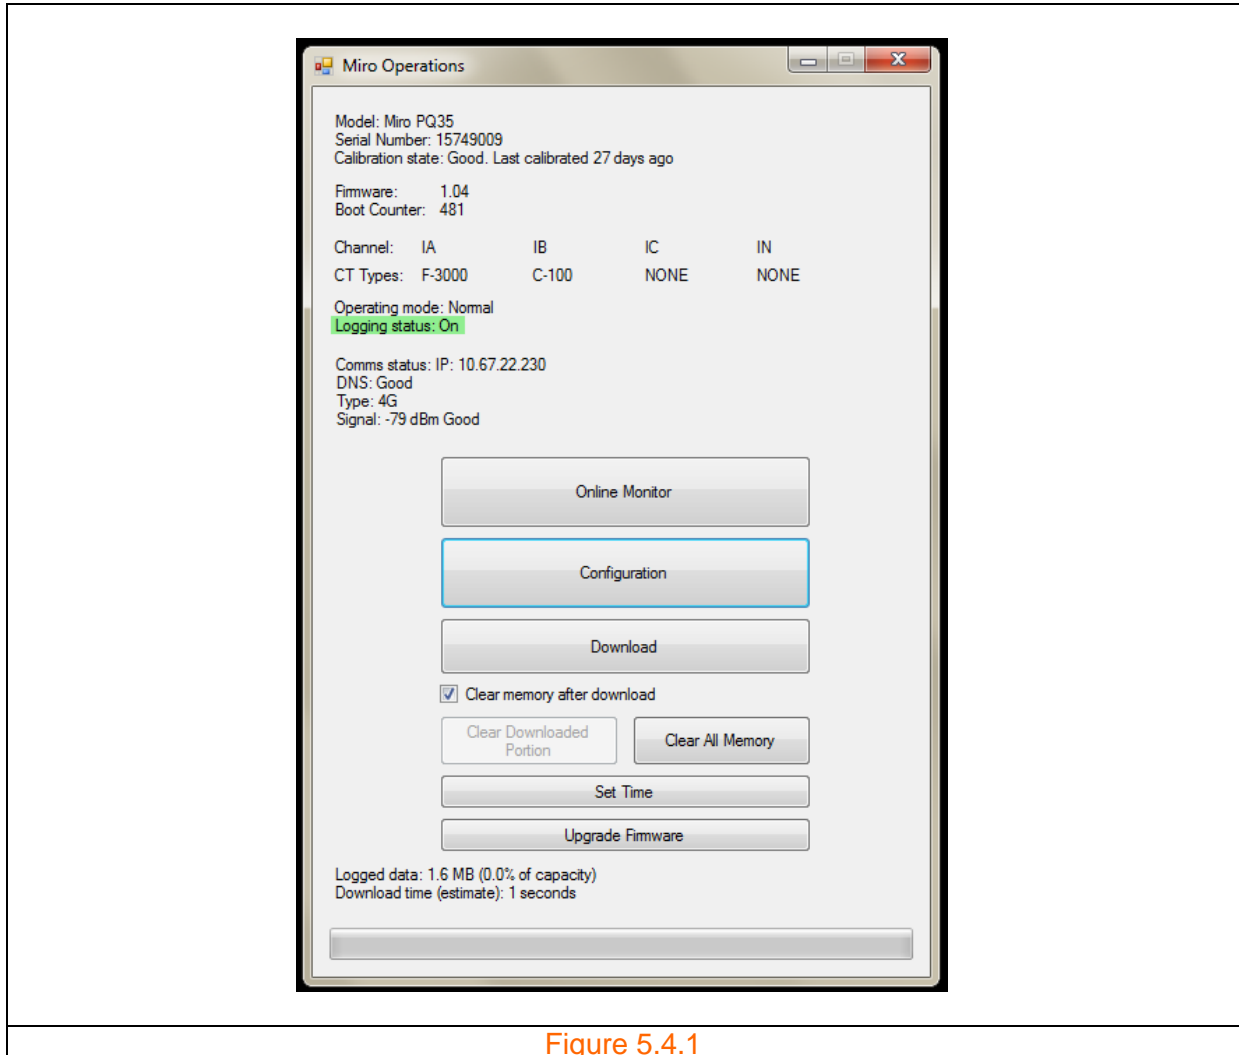 Miro Operations
Model: Miro PQ35
Serial Number: 15749009
Calibration state: Good. Last calibrated 27 days ago
Firmware: 1.04
Boot Counter: 481
Channel: IA IB IC IN
CT Types: F-3000 C-100 NONE NONE
Operating mode: Normal
Logging status: On
Comms status: IP: 10.67.22.230
DNS: Good
Type: 4G
Signal: -79 dBm Good
Online Monitor
Configuration
Download
Clear memory after download
Clear Downloaded
Portion
Clear All Memory
Set Time
Upgrade Firmware
Logged data: 1.6 MB (0.0% of capacity)
Download time (estimate): 1 seconds
Figure 5.4.1